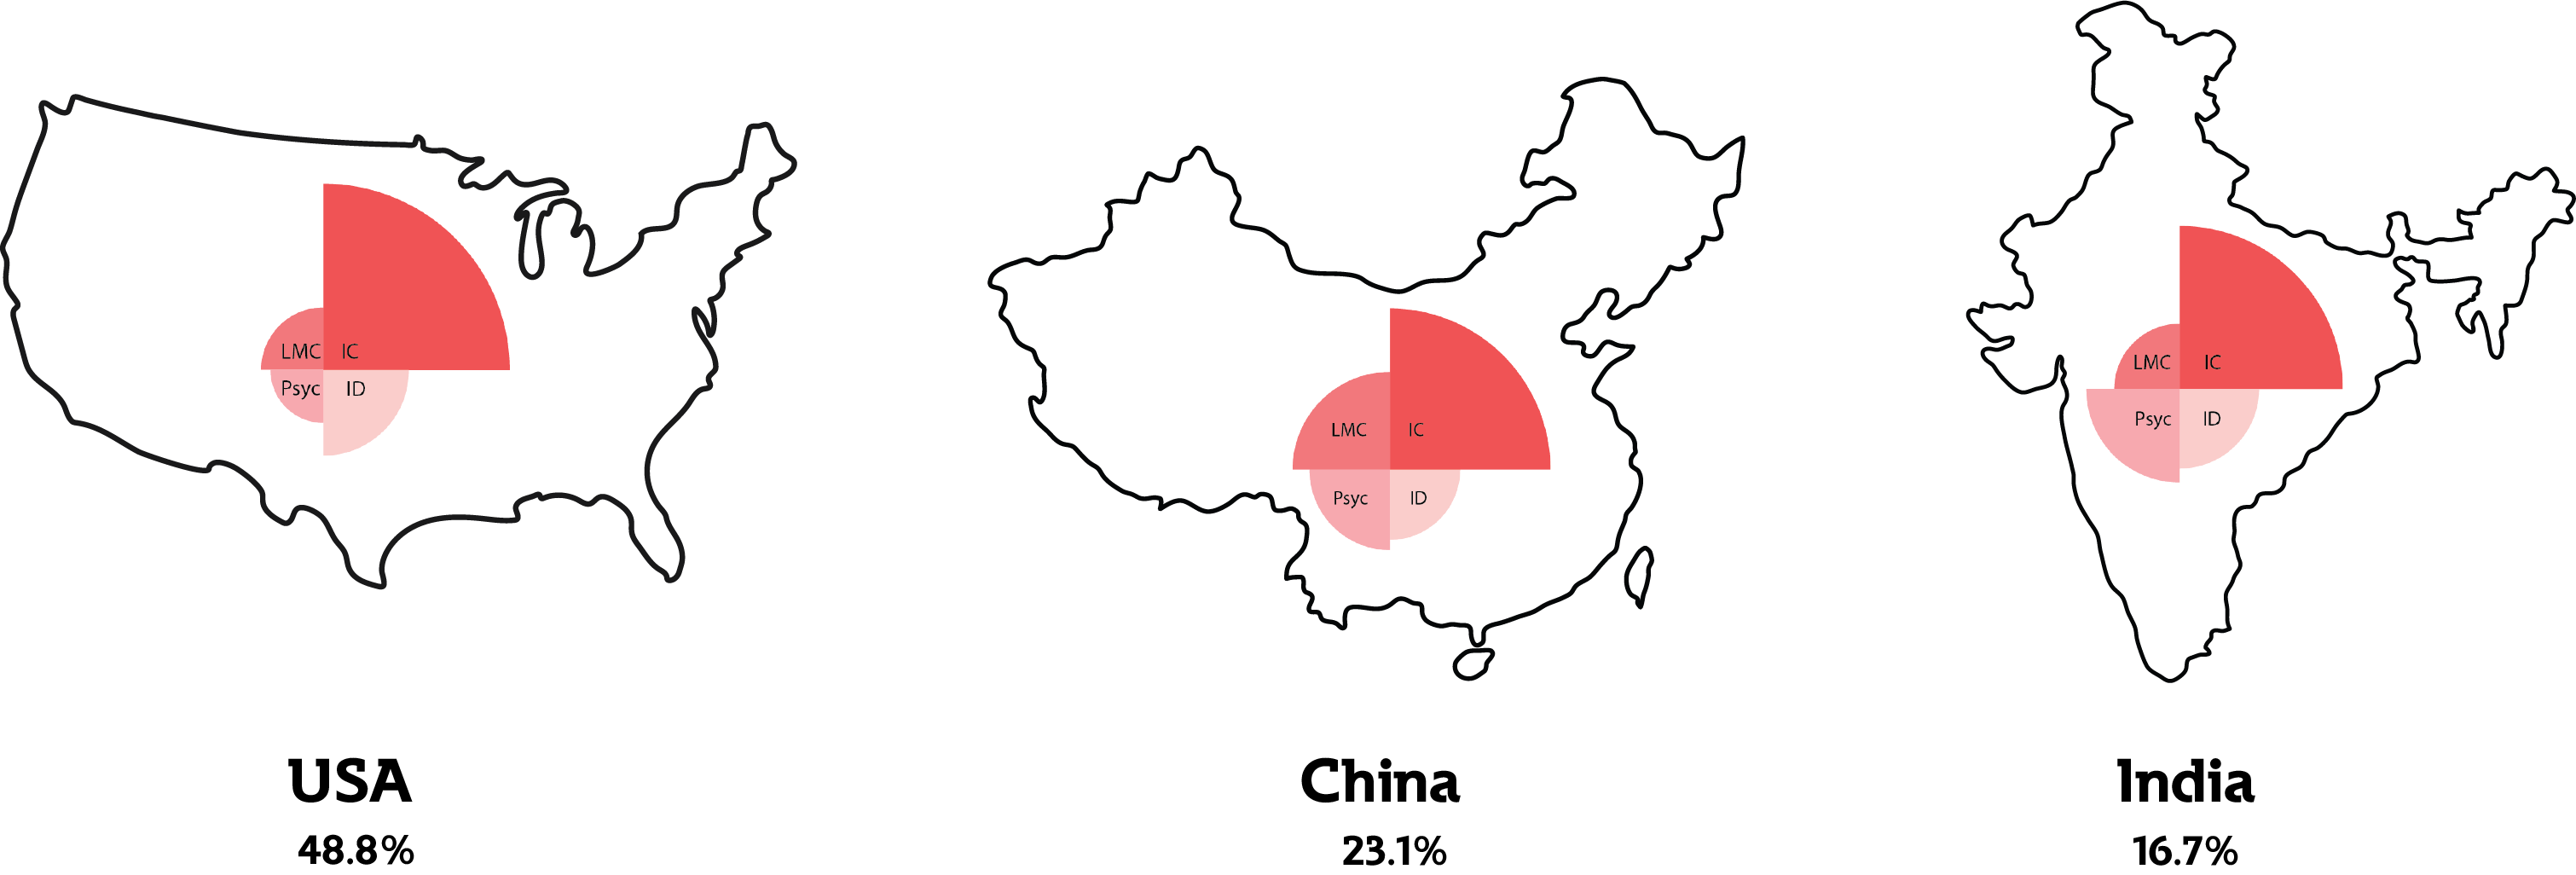 LMC IC
Psyc ID
USA
48.8%
LMC IC
Psyc ID
China
23.1%
LMC IC
Psyc ID
India
16.7%